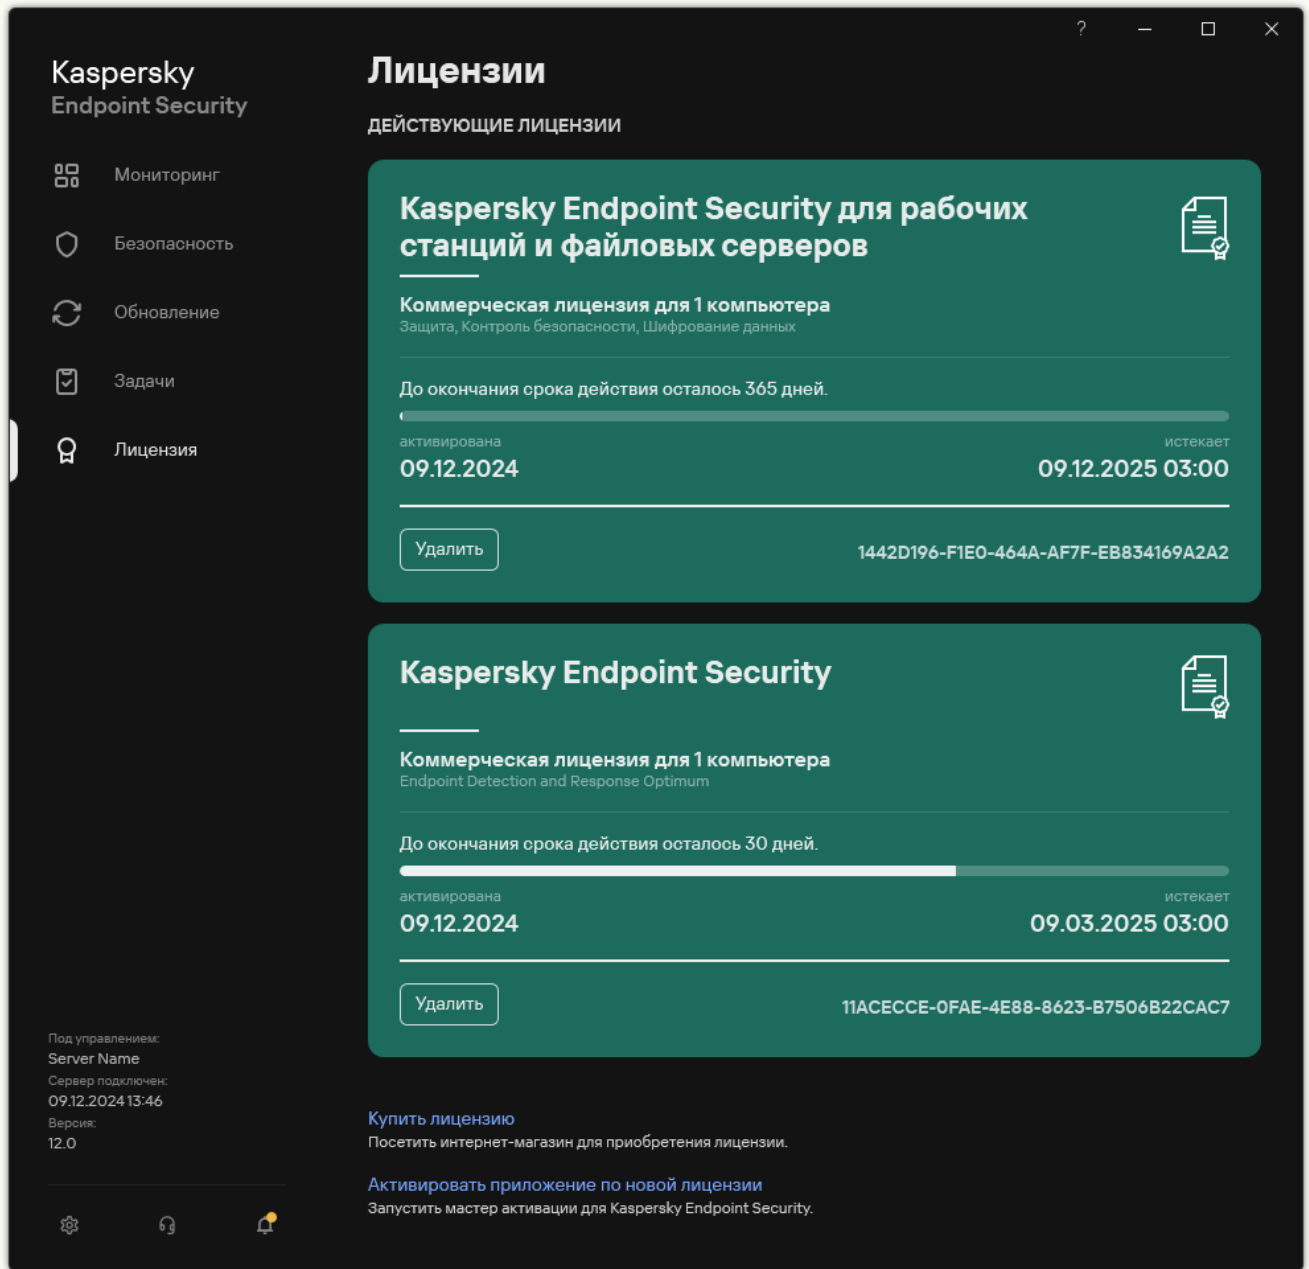 ?
Kaspersky
Endpoint Security
Мониторинг
Безопасность
Обновление
Задачи
Лицензия
Под управлением:
Server Name
Сервер подключен:
09.12.2024 13:46
Версия:
12.0
Лицензии
ДЕЙСТВУЮЩИЕ ЛИЦЕНЗИИ
Kaspersky Endpoint Security для рабочих
станций и файловых серверов
Коммерческая лицензия для 1 компьютера
Защита, Контроль безопасности, Шифрование данных
До окончания срока действия осталось 365 дней.
активирована
истекает
09.12.2024
09.12.2025 03:00
Удалить
1442D196-F1E0-464A-AF7F-EB834169A2A2
Kaspersky Endpoint Security
Коммерческая лицензия для 1 компьютера
Endpoint Detection and Response Optimum
До окончания срока действия осталось 30 дней.
активирована
истекает
09.12.2024
09.03.2025 03:00
Удалить
11ACECCE-0FAE-4E88-8623-B7506B22CAC7
Купить лицензию
Посетить интернет-магазин для приобретения лицензии.
Активировать приложение по новой лицензии
Запустить мастер активации для Kaspersky Endpoint Security.